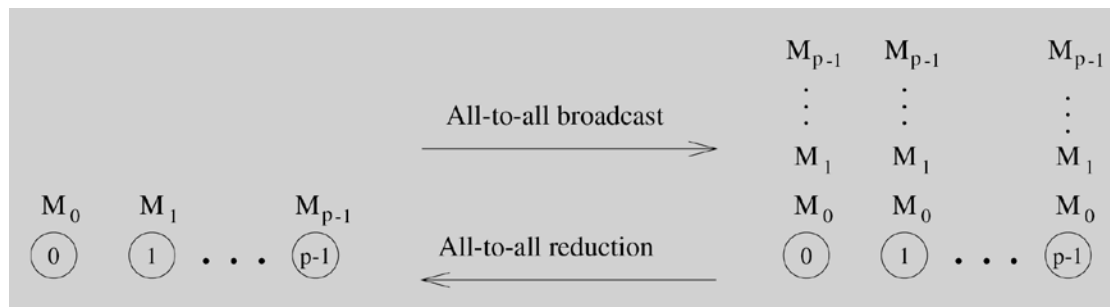 M_{p-1} M_{p-1} M_{p-1}
All-to-all broadcast
M_1 M_1 M_1
M_0 M_1 M_{p-1} M_0 M_0 M_0
All-to-all reduction
0 1 . . . p-1 0 1 . . . p-1